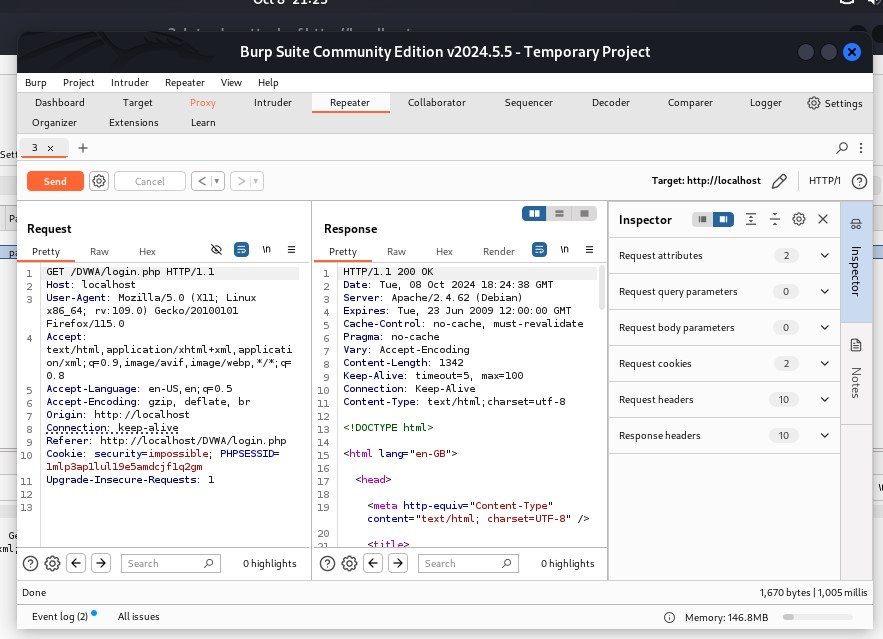 Oct 8 21:25
Burp Suite Community Edition v2024.5.5 - Temporary Project
Burp Project Intruder Repeater View Help
Dashboard Target Proxy Intruder Repeater Collaborator Sequencer Decoder Comparer Logger Settings
Organizer Extensions Learn
3 × +
Send Cancel < > Target: http://localhost HTTP/1
Request
Pretty Raw Hex \n
1 GET /DVWA/login.php HTTP/1.1
2 Host: localhost
3 User-Agent: Mozilla/5.0 (X11; Linux
x86_64; rv:109.0) Gecko/20100101
Firefox/115.0
4 Accept:
text/html,application/xhtml+xml,applicati
on/xml;q=0.9,image/avif,image/webp,*/*;q=
0.8
5 Accept-Language: en-US,en;q=0.5
6 Accept-Encoding: gzip, deflate, br
7 Origin: http://localhost
8 Connection: keep-alive
9 Referer: http://localhost/DVWA/login.php
10 Cookie: security=impossible; PHPSESSID=
1mlp3ap1lul19e5amdcjf1q2gm
11 Upgrade-Insecure-Requests: 1
12
13
Search 0 highlights
Response
Pretty Raw Hex Render \n
1 HTTP/1.1 200 OK
2 Date: Tue, 08 Oct 2024 18:24:38 GMT
3 Server: Apache/2.4.62 (Debian)
4 Expires: Tue, 23 Jun 2009 12:00:00 GMT
5 Cache-Control: no-cache, must-revalidate
6 Pragma: no-cache
7 Vary: Accept-Encoding
8 Content-Length: 1342
9 Keep-Alive: timeout=5, max=100
10 Connection: Keep-Alive
11 Content-Type: text/html;charset=utf-8
12
13 <!DOCTYPE html>
14
15 <html lang="en-GB">
16
17 <head>
18
19 <meta http-equiv="Content-Type"
content="text/html; charset=UTF-8" />
20
21 <title>
Search 0 highlights
Inspector
Request attributes 2
Request query parameters 0
Request body parameters 0
Request cookies 2
Request headers 10
Response headers 10
Inspector
Notes
Done 1,670 bytes | 1,005 millis
Event log (2) All issues Memory: 146.8MB